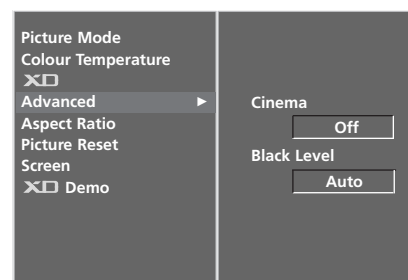 Picture Mode
Colour Temperature
XD
Advanced ►
Aspect Ratio
Picture Reset
Screen
XD Demo
Cinema
Off
Black Level
Auto